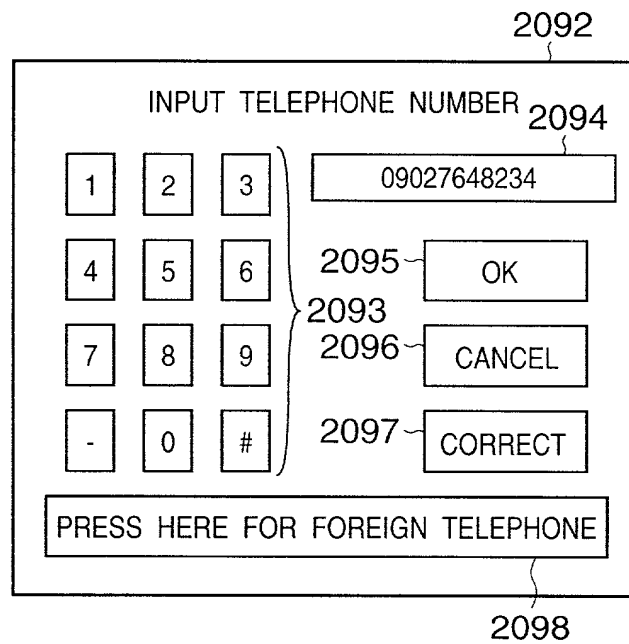 2092
INPUT TELEPHONE NUMBER
2094
1 2 3
09027648234
4 5 6
2095
OK
2093
7 8 9
2096
CANCEL
- 0 #
2097
CORRECT
PRESS HERE FOR FOREIGN TELEPHONE
2098